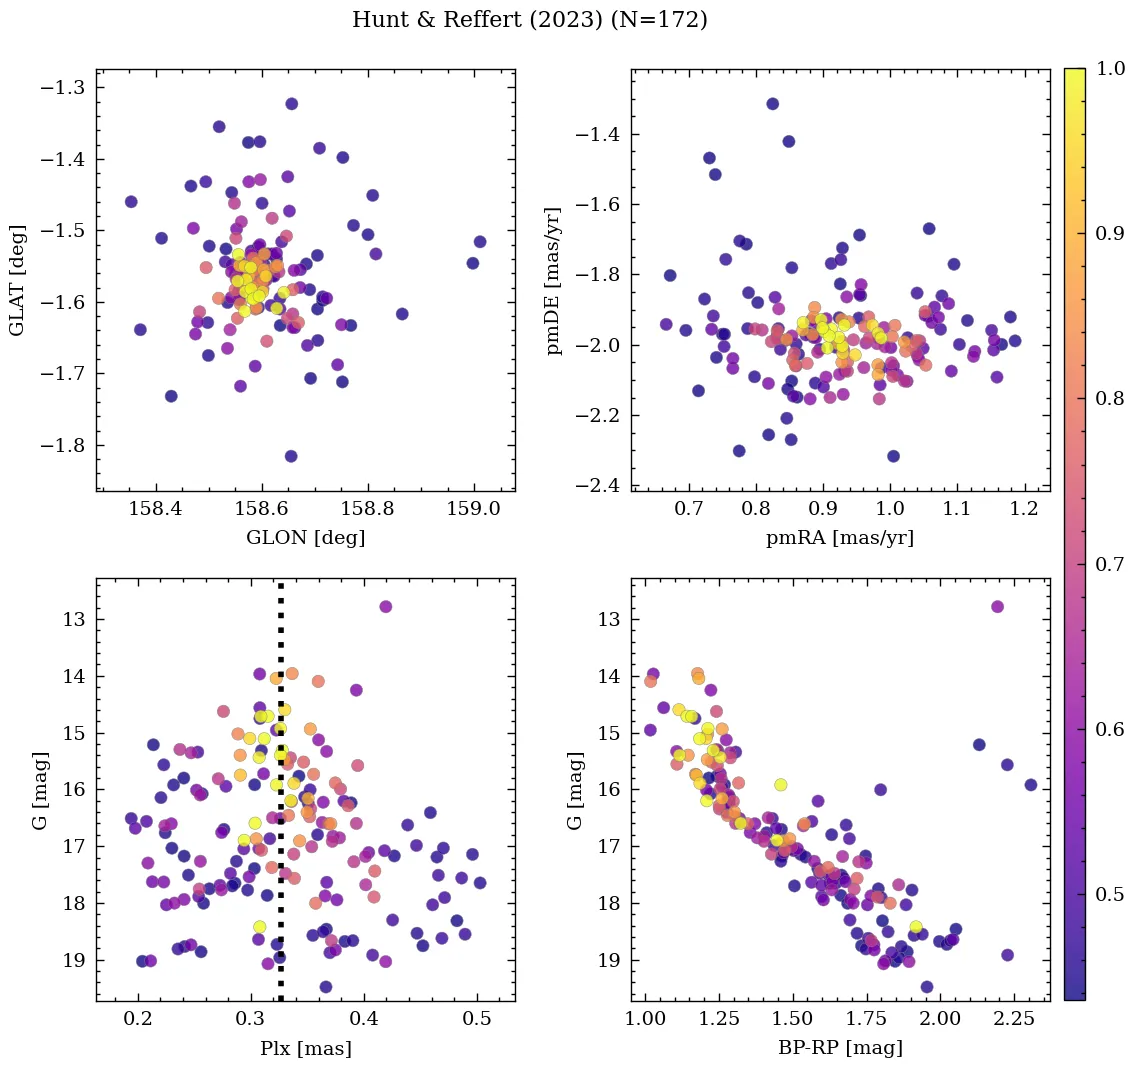 Hunt & Reffert (2023) (N=172)
−1.3
−1.4
−1.5
−1.6
−1.7
−1.8
GLAT [deg]
158.4 158.6 158.8 159.0
GLON [deg]
−1.4
−1.6
−1.8
−2.0
−2.2
−2.4
pmDE [mas/yr]
0.7 0.8 0.9 1.0 1.1 1.2
pmRA [mas/yr]
1.0
0.9
0.8
0.7
0.6
0.5
13
14
15
16
17
18
19
G [mag]
0.2 0.3 0.4 0.5
Plx [mas]
13
14
15
16
17
18
19
G [mag]
1.00 1.25 1.50 1.75 2.00 2.25
BP-RP [mag]